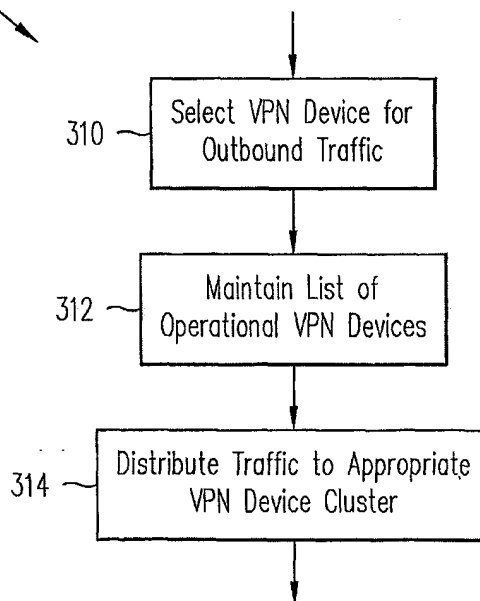 310
Select VPN Device for
Outbound Traffic
312
Maintain List of
Operational VPN Devices
314
Distribute Traffic to Appropriate
VPN Device Cluster